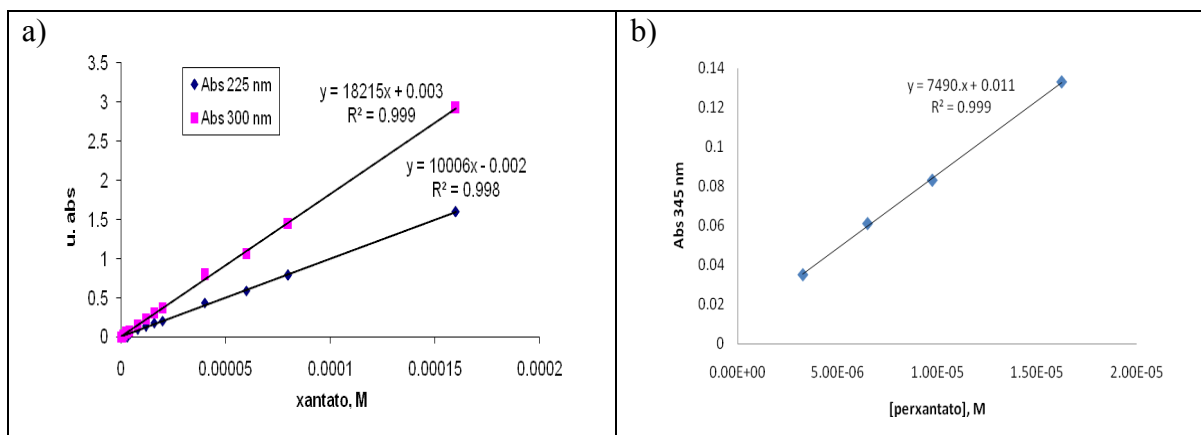 a)
3.5
3
2.5
2
1.5
1
0.5
0
Abs 225 nm
Abs 300 nm
y = 18215x + 0.003
R² = 0.999
y = 10006x - 0.002
R² = 0.998
u. abs
0
0.00005
0.0001
0.00015
0.0002
xantato, M
b)
0.14
0.12
0.1
0.08
0.06
0.04
0.02
0
y = 7490.x + 0.011
R² = 0.999
Abs 345 nm
0.00E+00
5.00E-06
1.00E-05
1.50E-05
2.00E-05
[perxantato], M